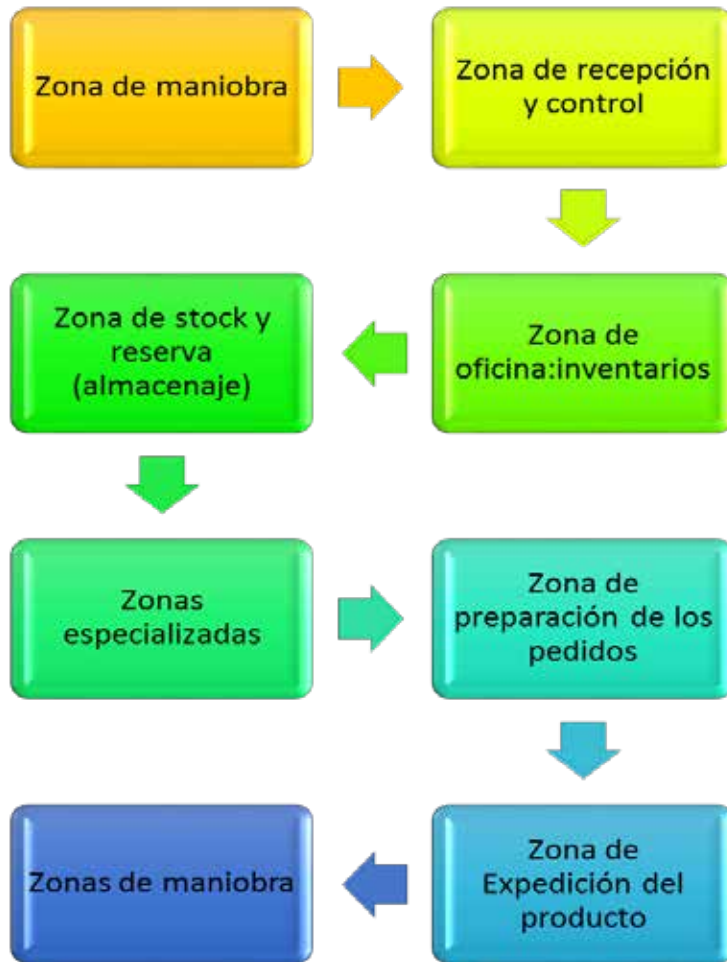 Zona de maniobra
Zona de recepción
y control
Zona de
oficina:inventarios
Zona de stock y
reserva
(almacenaje)
Zonas
especializadas
Zona de
preparación de los
pedidos
Zona de
Expedición del
producto
Zonas de maniobra